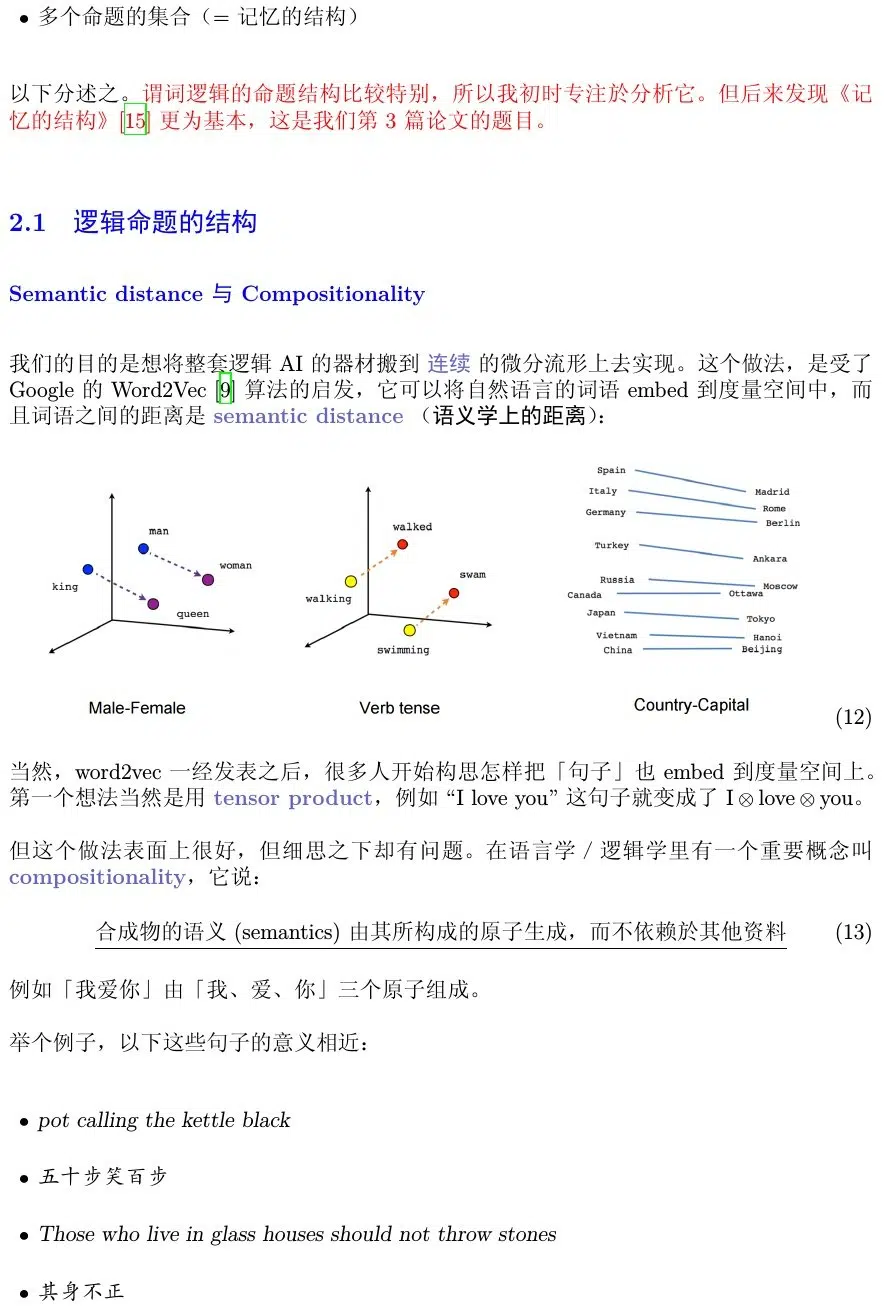 • 多个命题的集合（= 记忆的结构）
以下分述之。谓词逻辑的命题结构比较特别，所以我初时专注於分析它。但后来发现《记
忆的结构》[15] 更为基本，这是我们第 3 篇论文的题目。
2.1 逻辑命题的结构
Semantic distance 与 Compositionality
我们的目的是想将整套逻辑 AI 的器材搬到 连续 的微分流形上去实现。这个做法，是受了
Google 的 Word2Vec [9] 算法的启发，它可以将自然语言的词语 embed 到度量空间中，而
且词语之间的距离是 semantic distance （语义学上的距离）：
man
woman
king
queen
Male-Female
walked
swam
walking
swimming
Verb tense
Spain
Madrid
Italy
Rome
Germany
Berlin
Turkey
Ankara
Russia
Moscow
Canada
Ottawa
Japan
Tokyo
Vietnam
Hanoi
China
Beijing
Country-Capital
(12)
当然，word2vec 一经发表之后，很多人开始构思怎样把「句子」也 embed 到度量空间上。
第一个想法当然是用 tensor product，例如 “I love you” 这句子就变成了 I⊗love⊗you。
但这个做法表面上很好，但细思之下却有问题。在语言学 / 逻辑学里有一个重要概念叫
compositionality，它说：
合成物的语义 (semantics) 由其所构成的原子生成，而不依赖於其他资料 (13)
例如「我爱你」由「我、爱、你」三个原子组成。
举个例子，以下这些句子的意义相近：
• pot calling the kettle black
• 五十步笑百步
• Those who live in glass houses should not throw stones
• 其身不正